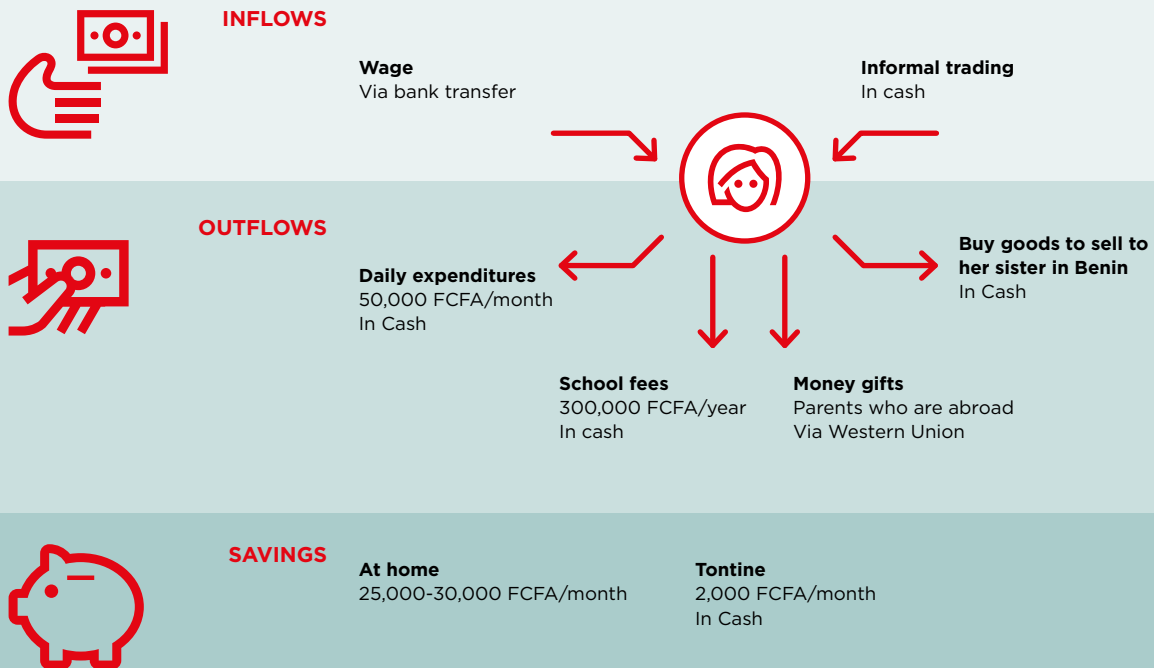 INFLOWS
Wage
Via bank transfer
Informal trading
In cash
OUTFLOWS
Daily expenditures
50,000 FCFA/month
In Cash
Buy goods to sell to
her sister in Benin
In Cash
School fees
300,000 FCFA/year
In cash
Money gifts
Parents who are abroad
Via Western Union
SAVINGS
At home
25,000-30,000 FCFA/month
Tontine
2,000 FCFA/month
In Cash